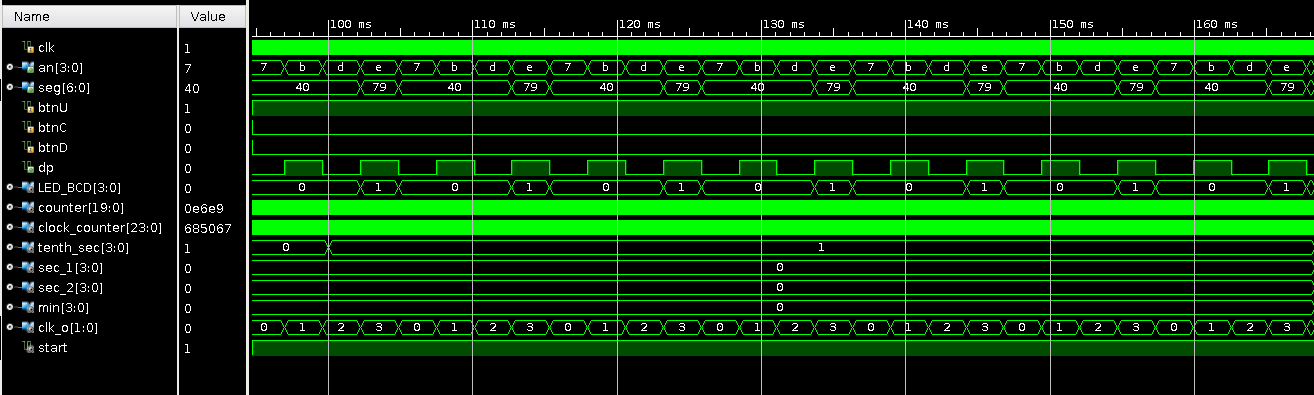 Name Value 100 ms 110 ms 120 ms 130 ms 140 ms 150 ms 160 ms
clk 1
an[3:0] 7 7 b d e 7 b d e 7 b d e 7 b d e 7 b d e 7 b d e 7 b d e
seg[6:0] 40 40 79 40 79 40 79 40 79 40 79 40 79 40 79
btnU 1
btnC 0
btnD 0
dp 0
LED_BCD[3:0] 0 0 1 0 1 0 1 0 1 0 1 0 1 0 1
counter[19:0] 0e6e9
clock_counter[23:0] 685067
tenth_sec[3:0] 1 0 1
sec_1[3:0] 0 0
sec_2[3:0] 0 0
min[3:0] 0 0
clk_o[1:0] 0 0 1 2 3 0 1 2 3 0 1 2 3 0 1 2 3 0 1 2 3 0 1 2 3 0 1 2 3
start 1